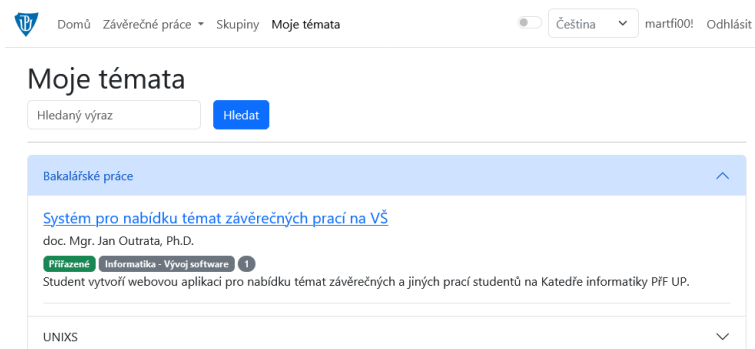 Domů Závěrečné práce Skupiny Moje témata Čeština martfi00! Odhlásit
Moje témata
Hledaný výraz Hledat
Bakalářské práce
Systém pro nabídku témat závěrečných prací na VŠ
doc. Mgr. Jan Outrata, Ph.D.
Přiřazené Informatika - Vývoj software 1
Student vytvoří webovou aplikaci pro nabídku témat závěrečných a jiných prací studentů na Katedře informatiky PřF UP.
UNIXS